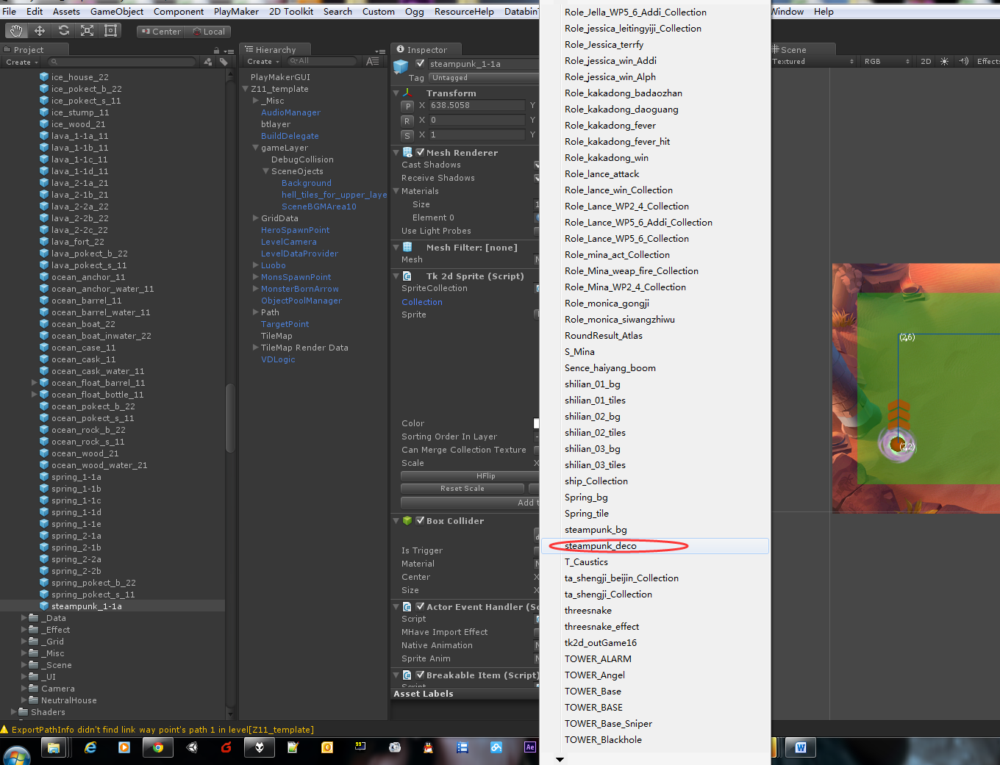 File Edit Assets GameObject Component PlayMaker 2D Toolkit Search Custom Ogg ResourceHelp Window Help
Center Local
Project
Create
ice_house_22
ice_pokect_b_22
ice_pokect_s_11
ice_stump_11
ice_wood_21
lava_1-1a_11
lava_1-1b_11
lava_1-1c_11
lava_1-1d_11
lava_2-1a_21
lava_2-1b_21
lava_2-2a_22
lava_2-2b_22
lava_2-2c_22
lava_fort_22
lava_pokect_b_22
lava_pokect_s_11
ocean_anchor_11
ocean_anchor_water_11
ocean_barrel_11
ocean_barrel_water_11
ocean_boat_22
ocean_boat_inwater_22
ocean_case_11
ocean_cask_11
ocean_cask_water_11
ocean_float_barrel_11
ocean_float_bottle_11
ocean_pokect_b_22
ocean_pokect_s_11
ocean_rock_b_22
ocean_rock_s_11
ocean_wood_21
ocean_wood_water_21
spring_1-1a
spring_1-1b
spring_1-1c
spring_1-1d
spring_1-1e
spring_2-1a
spring_2-1b
spring_2-2a
spring_2-2b
spring_pokect_b_22
spring_pokect_s_11
steampunk_1-1a
_Data
_Effect
_Grid
_Misc
_Scene
_UI
Camera
NeutralHouse
Shaders
Hierarchy
Create All
PlayMakerGUI
Z11_template
_Misc
AudioManager
btlayer
BuildDelegate
gameLayer
DebugCollision
SceneOjects
Background
hell_tiles_for_upper_laye
SceneBGMArea10
GridData
HeroSpawnPoint
LevelCamera
LevelDataProvider
Luobo
MonsSpawnPoint
MonsterBornArrow
ObjectPoolManager
Path
TargetPoint
TileMap
TileMap Render Data
VDLogic
Inspector
steampunk_1-1a
Tag Untagged
Transform
P X 638.5058 Y
R X 0 Y
S X 1 Y
Mesh Renderer
Cast Shadows
Receive Shadows
Materials
Size 1
Element 0
Use Light Probes
Mesh Filter: [none]
Mesh
Tk 2d Sprite (Script)
SpriteCollection
Collection
Sprite
Color
Sorting Order In Layer
Can Merge Collection Texture
Scale X
HFlip
Reset Scale
Add t
Box Collider
Is Trigger
Material
Center X
Size X
Actor Event Handler (Sc
Script
MHave Import Effect
Native Animation
Sprite Anim
Breakable Item (Script)
Asset Labels
Role_Jella_WP5_6_Addi_Collection
Role_jessica_leitingyiji_Collection
Role_Jessica_terrfy
Role_jessica_win_Addi
Role_jessica_win_Alph
Role_kakadong_badaozhan
Role_kakadong_daoguang
Role_kakadong_fever
Role_kakadong_fever_hit
Role_kakadong_win
Role_lance_attack
Role_lance_win_Collection
Role_Lance_WP2_4_Collection
Role_Lance_WP5_6_Addi_Collection
Role_Lance_WP5_6_Collection
Role_mina_act_Collection
Role_Mina_weap_fire_Collection
Role_Mina_WP2_4_Collection
Role_monica_gongji
Role_monica_siwangzhiwu
RoundResult_Atlas
S_Mina
Sence_haiyang_boom
shilian_01_bg
shilian_01_tiles
shilian_02_bg
shilian_02_tiles
shilian_03_bg
shilian_03_tiles
ship_Collection
Spring_bg
Spring_tile
steampunk_bg
steampunk_deco
T_Caustics
ta_shengji_beijin_Collection
ta_shengji_Collection
threesnake
threesnake_effect
tk2d_outGame16
TOWER_ALARM
TOWER_Angel
TOWER_Base
TOWER_BASE
TOWER_Base_Sniper
TOWER_Blackhole
Scene
Textured RGB 2D Effects
(2,6)
(2,2)
ExportPathInfo didn't find link way point's path 1 in level[Z11_template]
99
Ae
W